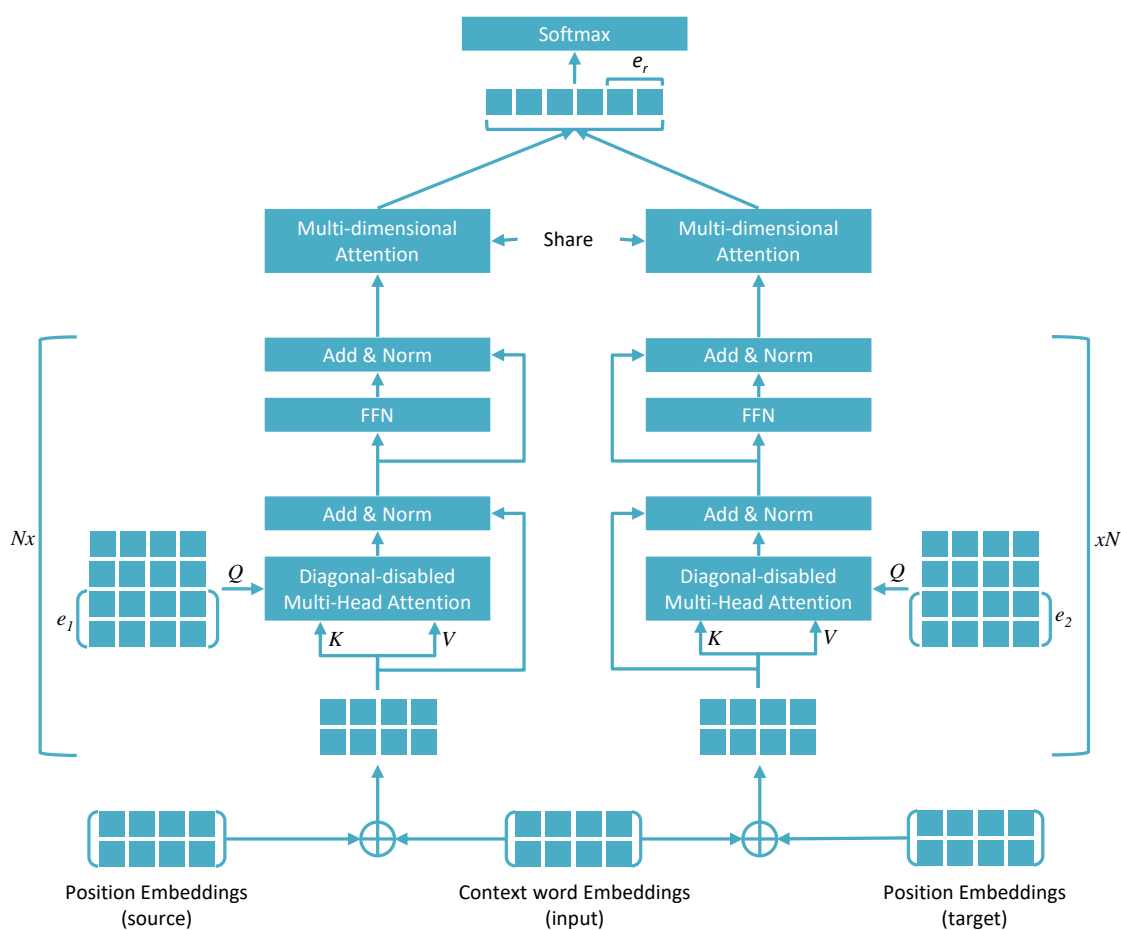 Softmax
e_r
Multi-dimensional
Attention
Share
Multi-dimensional
Attention
Add & Norm
Add & Norm
FFN
FFN
Add & Norm
Add & Norm
Nx
xN
Q
Diagonal-disabled
Multi-Head Attention
Diagonal-disabled
Multi-Head Attention
Q
e_1
e_2
K
V
K
V
Position Embeddings
(source)
Context word Embeddings
(input)
Position Embeddings
(target)